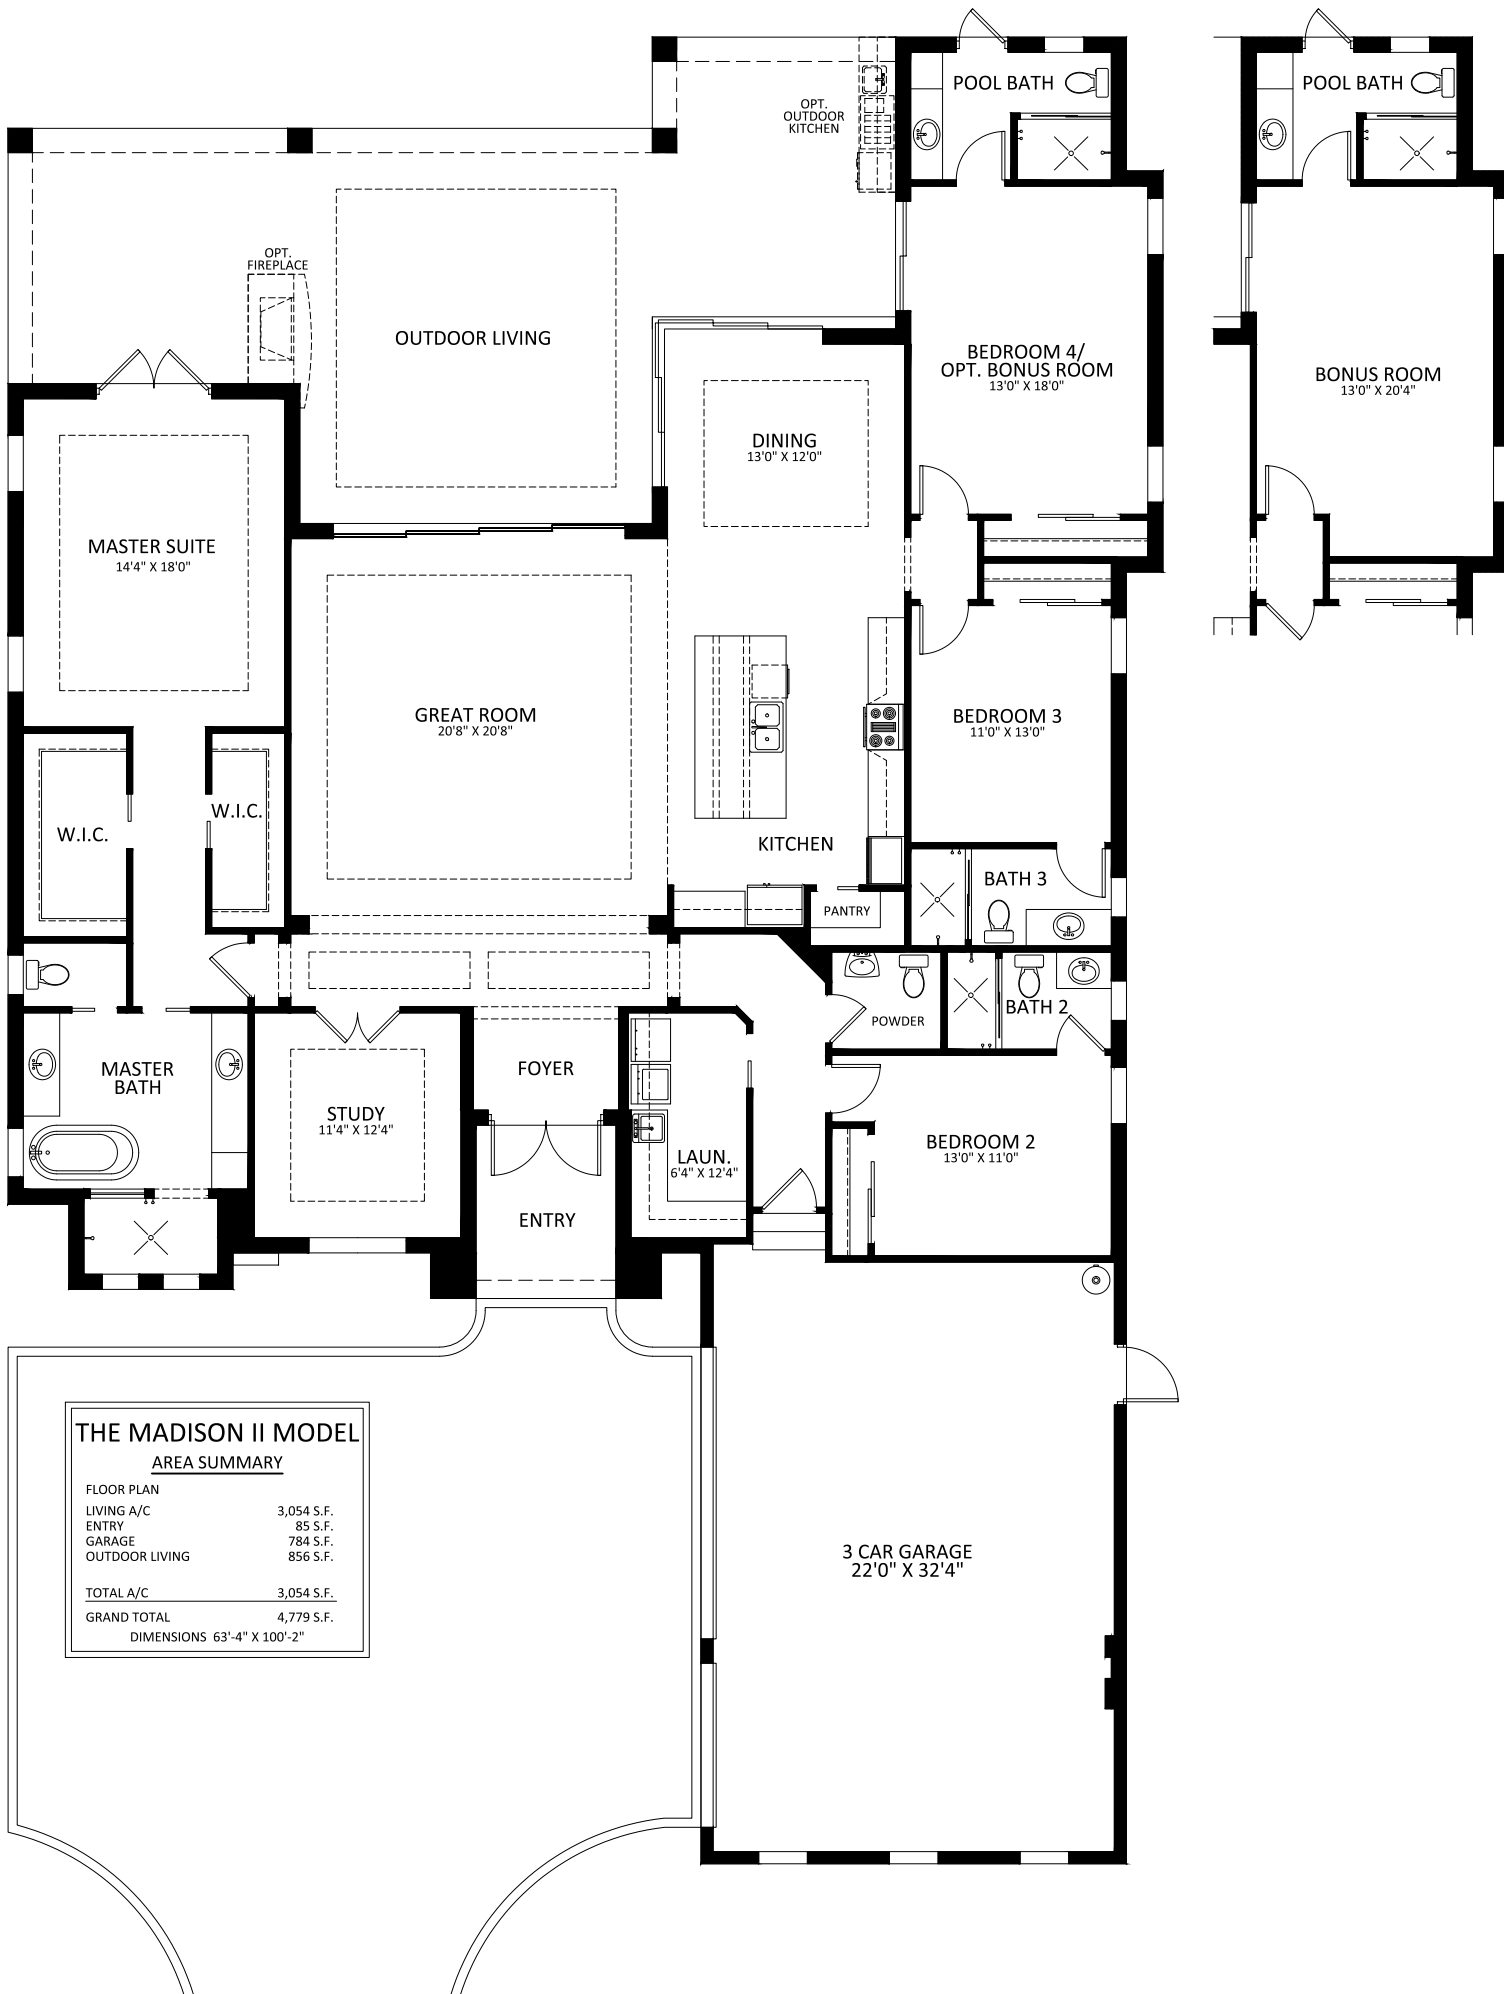 POOL BATH
POOL BATH
OPT.
OUTDOOR
KITCHEN
OPT.
FIREPLACE
OUTDOOR LIVING
BEDROOM 4/
OPT. BONUS ROOM
13'0" X 18'0"
BONUS ROOM
13'0" X 20'4"
DINING
13'0" X 12'0"
MASTER SUITE
14'4" X 18'0"
GREAT ROOM
20'8" X 20'8"
BEDROOM 3
11'0" X 13'0"
W.I.C.
W.I.C.
KITCHEN
BATH 3
PANTRY
BATH 2
POWDER
MASTER
BATH
FOYER
STUDY
11'4" X 12'4"
LAUN.
6'4" X 12'4"
BEDROOM 2
13'0" X 11'0"
ENTRY
THE MADISON II MODEL
AREA SUMMARY
FLOOR PLAN
LIVING A/C 3,054 S.F.
ENTRY 85 S.F.
GARAGE 784 S.F.
OUTDOOR LIVING 856 S.F.
TOTAL A/C 3,054 S.F.
GRAND TOTAL 4,779 S.F.
DIMENSIONS 63'-4" X 100'-2"
3 CAR GARAGE
22'0" X 32'4"